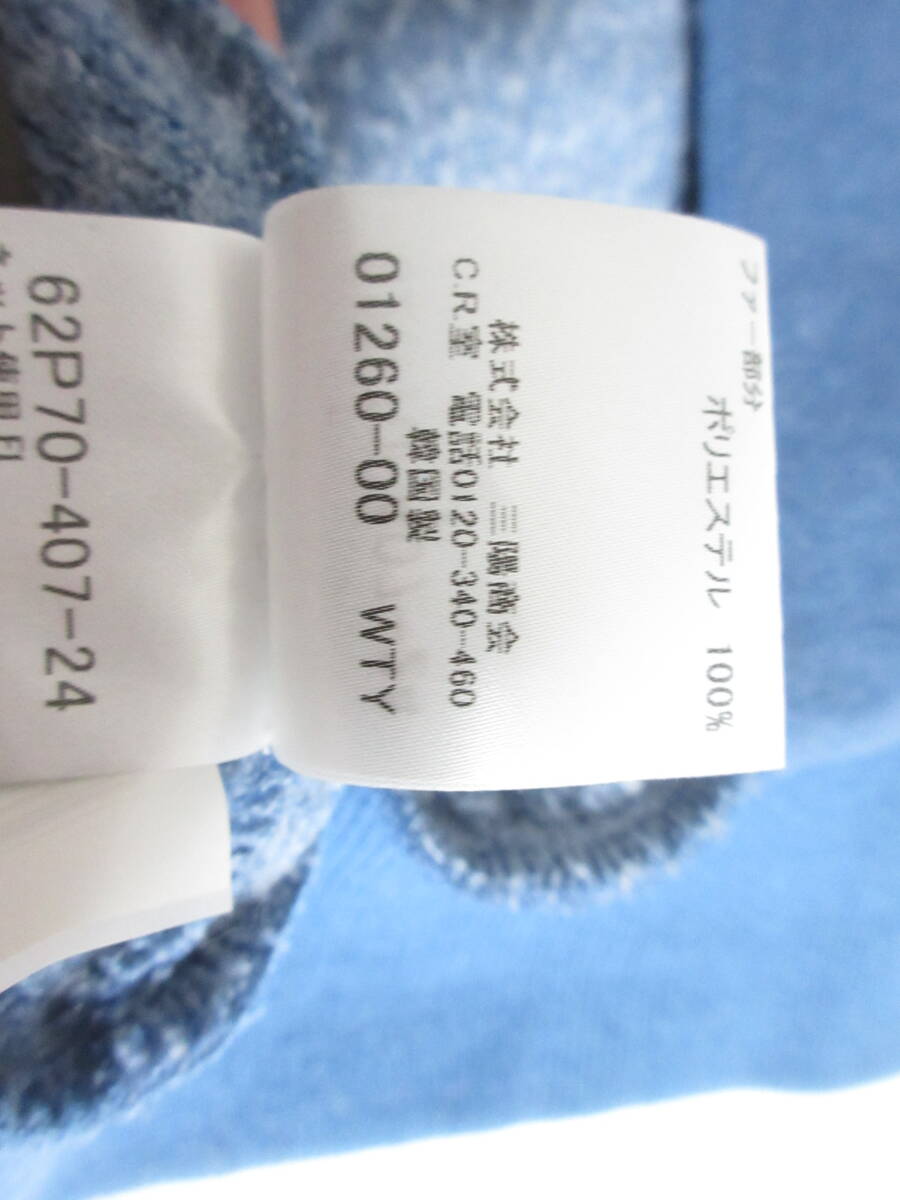 ファー部分
ポリエステル 100%
株式会社 三陽商会
C.R.室 電話0120-340-460
韓国製
01260-00 WTY
62P70-407-24